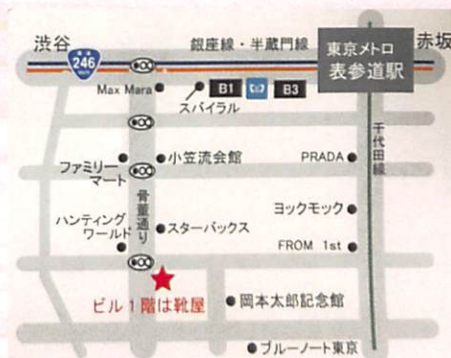 渋谷
国道
246
銀座線・半蔵門線
東京メトロ
表参道駅
赤坂
Max Mara
スパイラル
B1
B3
千代田線
ファミリー
マート
小笠流会館
PRADA
骨董通り
ハンティング
ワールド
スターバックス
ヨックモック
FROM 1st
ビル1階は靴屋
岡本太郎記念館
ブルーノート東京